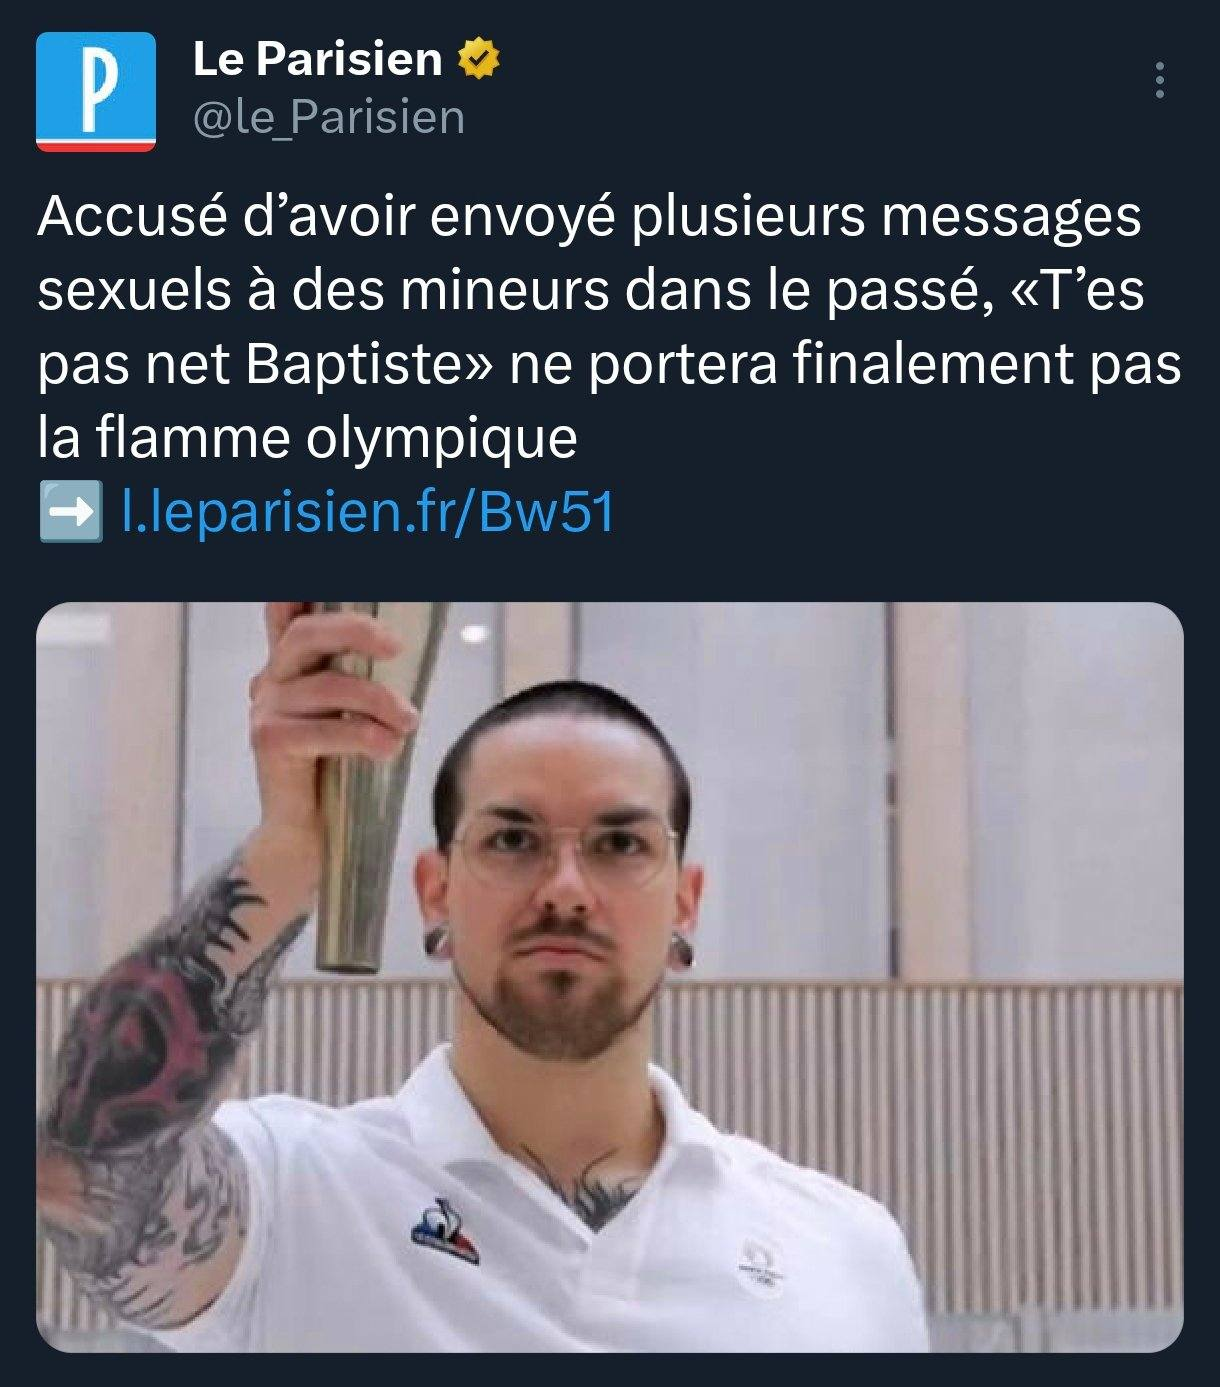 Le Parisien
@le_Parisien
Accusé d’avoir envoyé plusieurs messages
sexuels à des mineurs dans le passé, «T’es
pas net Baptiste» ne portera finalement pas
la flamme olympique
➡️ l.leparisien.fr/Bw51